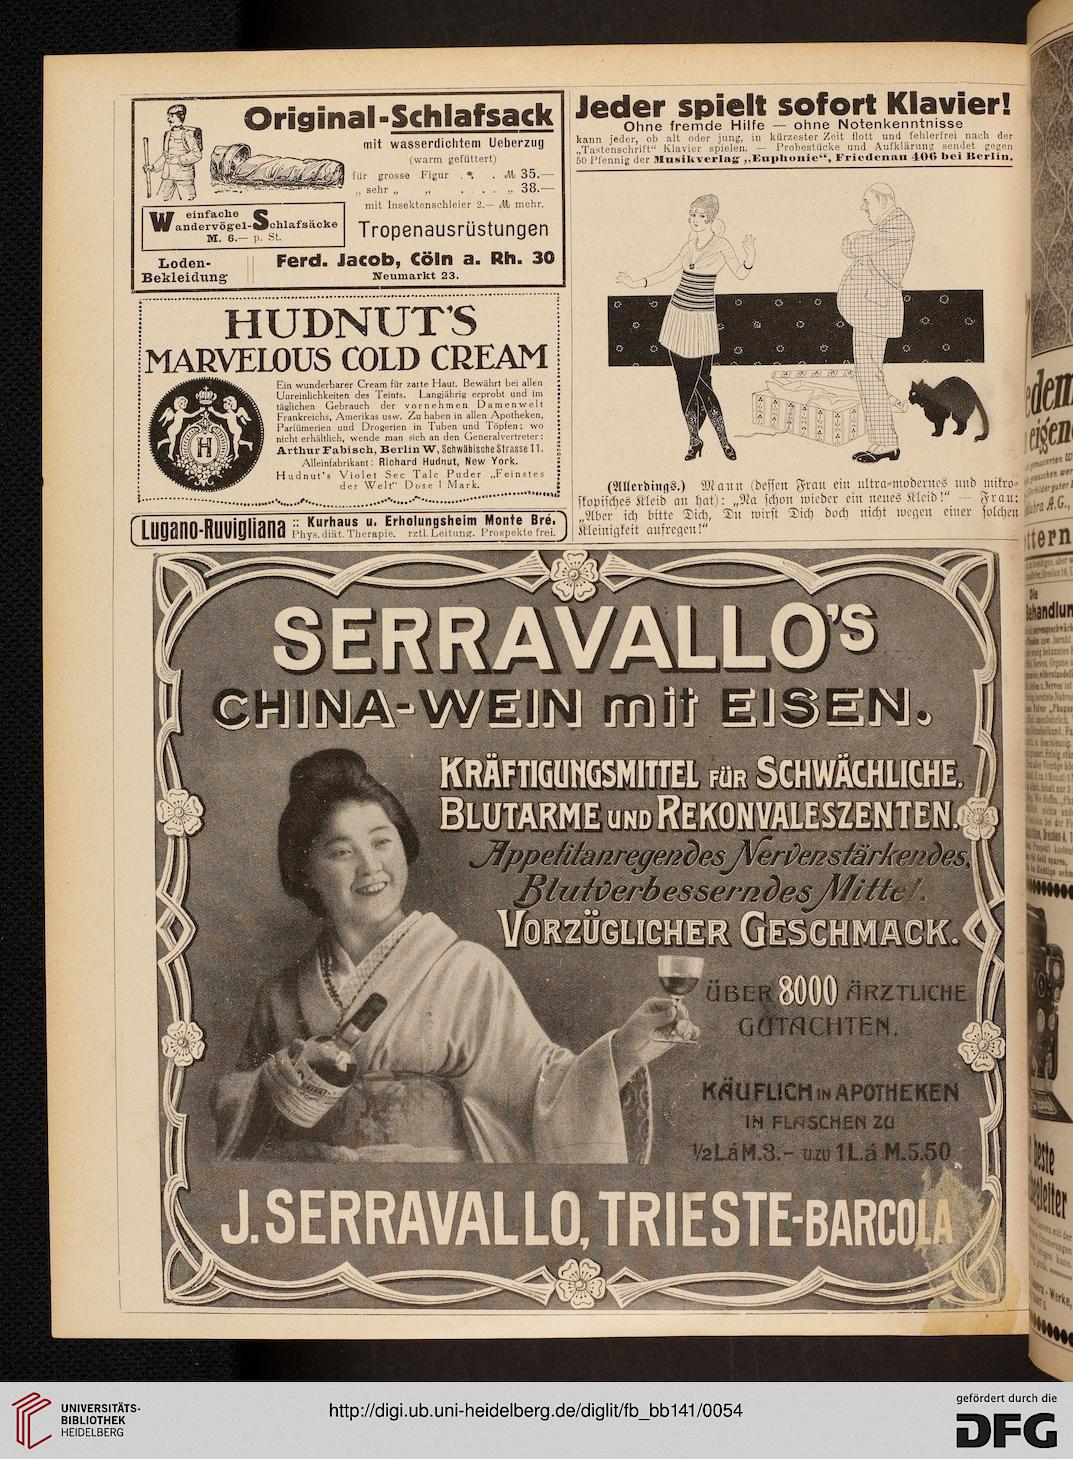 Original-Schlafsack
mit wasserdichtem Ueberzug
(warm gefüttert)
für grosse Figur . . . ℳ 35.—
„ sehr „ „ . . . . „ 38.—
mit Insektenschleier 2.— ℳ mehr.
einfache
Wandervögel-Schlafsäcke
M. 6.— p. St.
Tropenausrüstungen
Loden-
Bekleidung
Ferd. Jacob, Cöln a. Rh. 30
Neumarkt 23.
HUDNUT'S
MARVELOUS COLD CREAM
H
Ein wunderbarer Cream für zarte Haut. Bewährt bei allen
Unreinlichkeiten des Teints. Langjährig erprobt und im
täglichen Gebrauch der vornehmen Damenwelt
Frankreichs, Amerikas usw. Zu haben in allen Apotheken,
Parfümerien und Drogerien in Tuben und Töpfen; wo
nicht erhältlich, wende man sich an den Generalvertreter:
Arthur Fabisch, Berlin W, Schwäbische Strasse 11.
Alleinfabrikant: Richard Hudnut, New York.
Hudnut's Violet Sec Talc Puder „Feinstes
der Welt“ Dose 1 Mark.
Lugano-Ruvigliana :: Kurhaus u. Erholungsheim Monte Brè.
Phys. diät. Therapie. rztl. Leitung. Prospekte frei.
Jeder spielt sofort Klavier!
Ohne fremde Hilfe — ohne Notenkenntnisse
kann jeder, ob alt oder jung, in kürzester Zeit flott und fehlerfrei nach der
„Tastenschrift“ Klavier spielen. — Probestücke und Aufklärung sendet gegen
50 Pfennig der Musikverlag „Euphonie“, Friedenau 406 bei Berlin.
(Allerdings.) Mann (dessen Frau ein ultra-modernes und mikro-
skopisches Kleid an hat): „Na schon wieder ein neues Kleid!“ — Frau:
„Aber ich bitte Dich, Du wirst Dich doch nicht wegen einer solchen
Kleinigkeit aufregen!“
SERRAVALLO'S
CHINA-WEIN mit EISEN.
KRÄFTIGUNGSMITTEL FÜR SCHWÄCHLICHE,
BLUTARME UND REKONVALESZENTEN.
Appetitanregendes Nervenstärkendes,
Blutverbesserndes Mittel.
VORZÜGLICHER GESCHMACK.
ÜBER 8000 ÄRZTLICHE
GUTACHTEN.
KÄUFLICH IN APOTHEKEN
IN FLASCHEN ZU
½ L á M.3.– u.zu 1 L. á M.5.50
J. SERRAVALLO, TRIESTE-BARCOLA
UNIVERSITÄTS-
BIBLIOTHEK
HEIDELBERG
http://digi.ub.uni-heidelberg.de/diglit/fb_bb141/0054
gefördert durch die
DFG